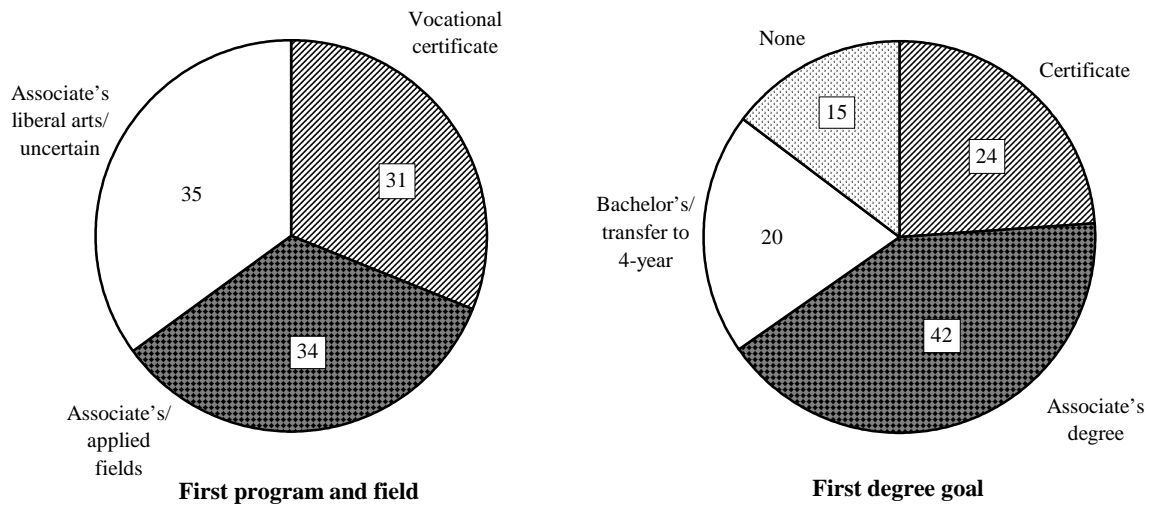 Vocational
certificate
Associate's
liberal arts/
uncertain
35
31
34
Associate's/
applied
fields
First program and field
None
Certificate
15
24
Bachelor's/
transfer to
4-year
20
42
Associate's
degree
First degree goal